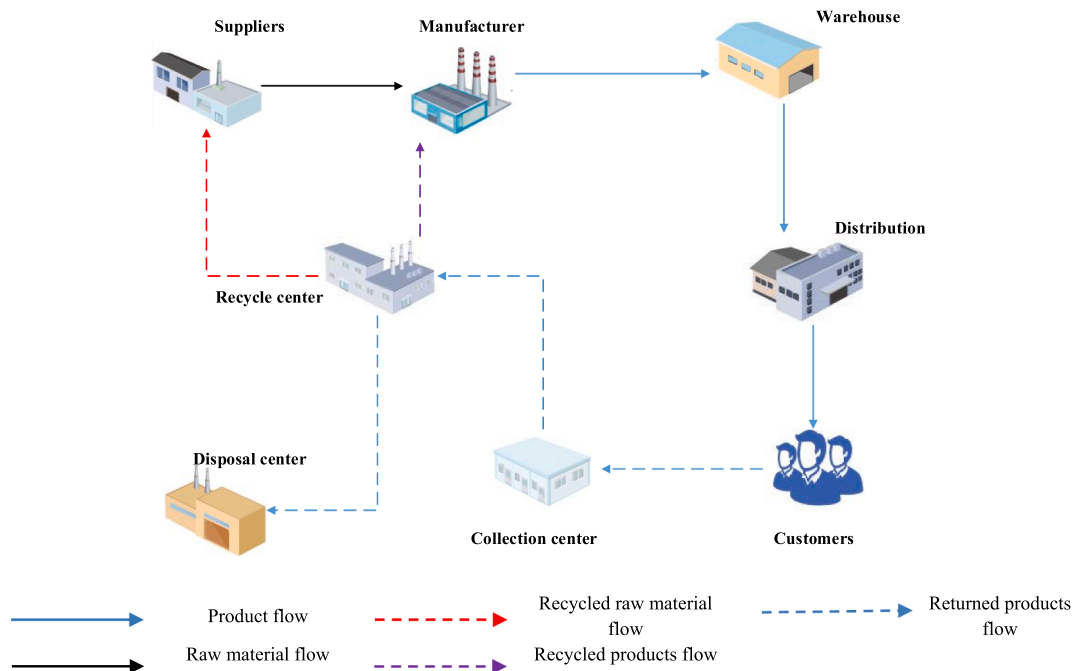 Suppliers
Manufacturer
Warehouse
Distribution
Recycle center
Disposal center
Collection center
Customers
Product flow
Recycled raw material
flow
Returned products
flow
Raw material flow
Recycled products flow